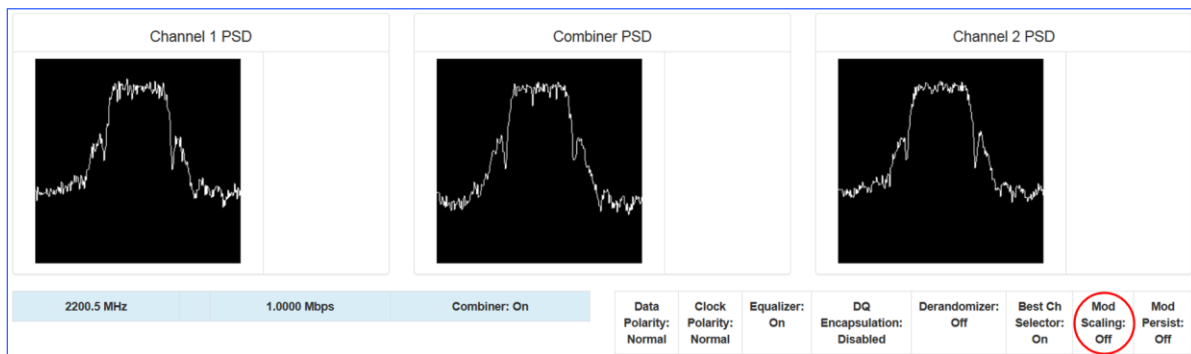 Channel 1 PSD
Combiner PSD
Channel 2 PSD
2200.5 MHz
1.0000 Mbps
Combiner: On
Data
Polarity:
Normal
Clock
Polarity:
Normal
Equalizer:
On
DQ
Encapsulation:
Disabled
Derandomizer:
Off
Best Ch
Selector:
On
Mod
Scaling:
Off
Mod
Persist:
Off